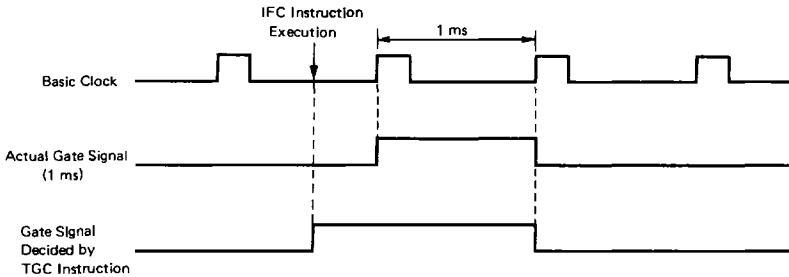 IFC Instruction
Execution
1 ms
Basic Clock
Actual Gate Signal
(1 ms)
Gate Signal
Decided by
TGC Instruction